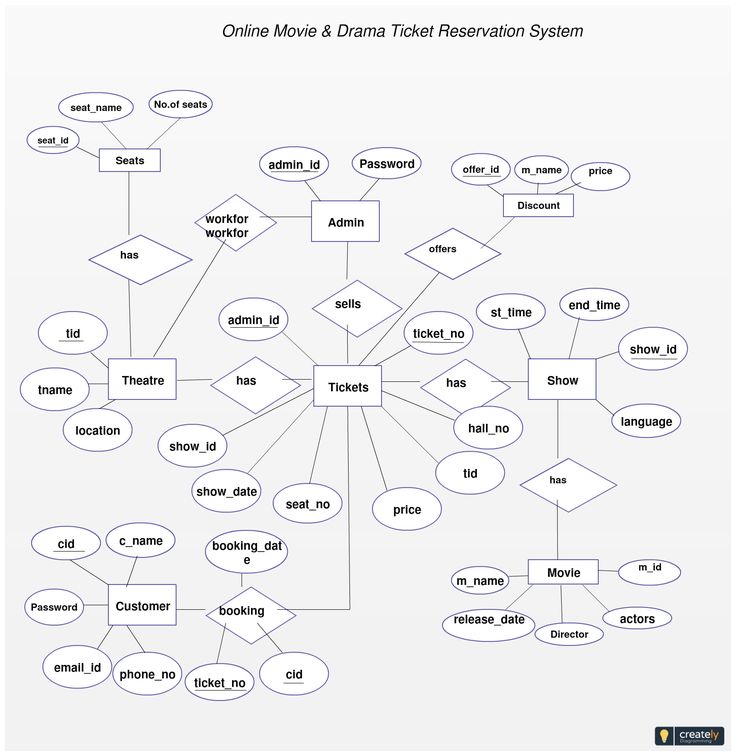 Online Movie & Drama Ticket Reservation System
seat_name
No.of seats
seat_id
Seats
admin_id
Password
offer_id
m_name
price
Discount
workfor
workfor
Admin
has
offers
sells
st_time
end_time
tid
admin_id
ticket_no
show_id
Theatre
has
Tickets
has
Show
tname
location
show_id
hall_no
language
show_date
seat_no
price
tid
has
cid
c_name
booking_dat
e
Movie
m_id
m_name
Password
Customer
booking
release_date
Director
actors
email_id
phone_no
ticket_no
cid
creately
Diagramming